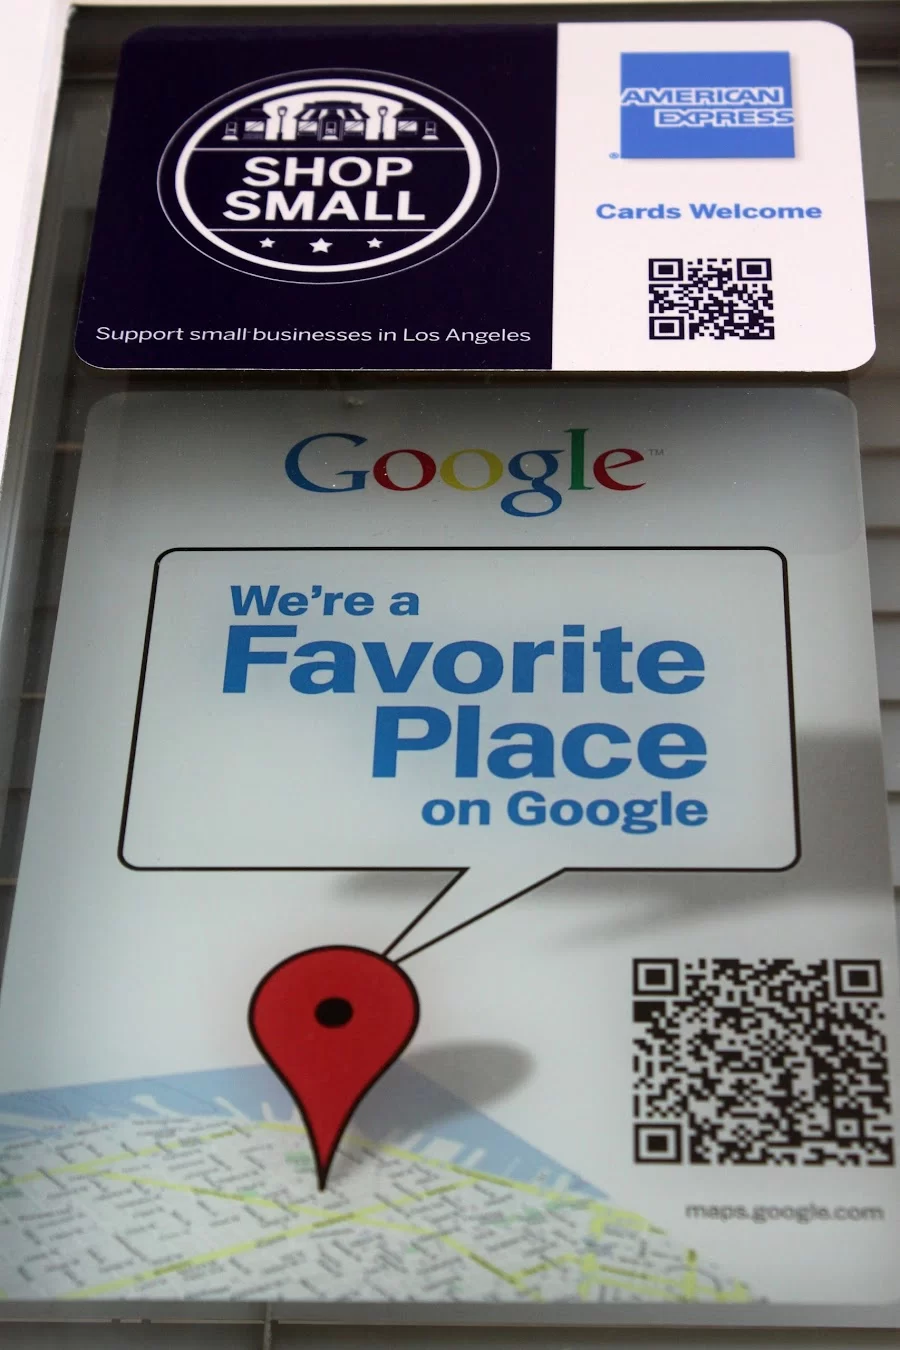 SHOP
SMALL
Support small businesses in Los Angeles
AMERICAN
EXPRESS
®
Cards Welcome
Google™
We're a
Favorite
Place
on Google
maps.google.com